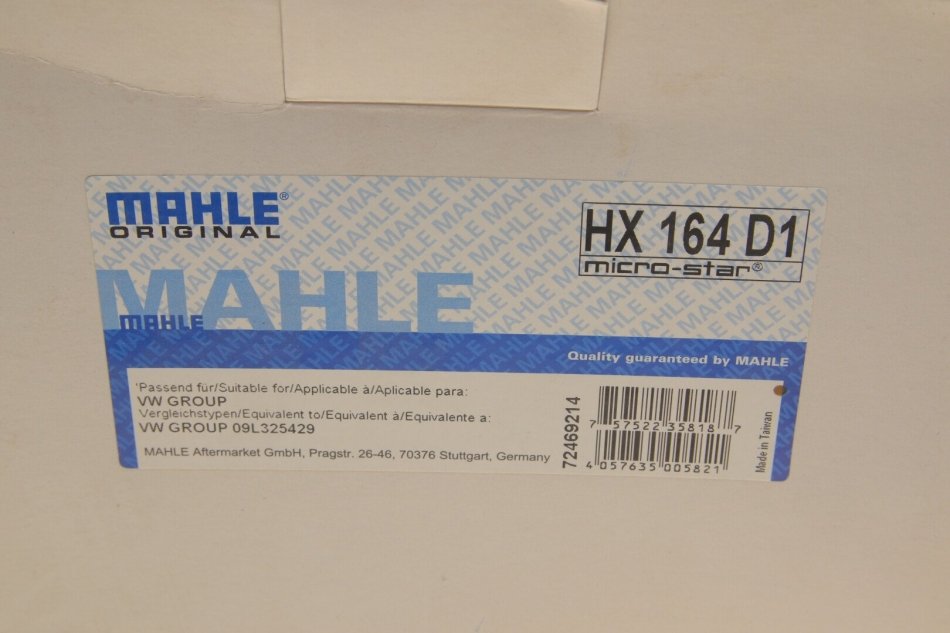 MAHLE®
ORIGINAL
HX 164 D1
micro-star®
MAHLE
MAHLE
Quality guaranteed by MAHLE
'Passend für/Suitable for/Applicable à/Aplicable para:
VW GROUP
Vergleichstypen/Equivalent to/Equivalent à/Equivalente a:
VW GROUP 09L325429
MAHLE Aftermarket GmbH, Pragstr. 26-46, 70376 Stuttgart, Germany
72469214
7 57522 35818 7
4 057635 005821
Made in Taiwan